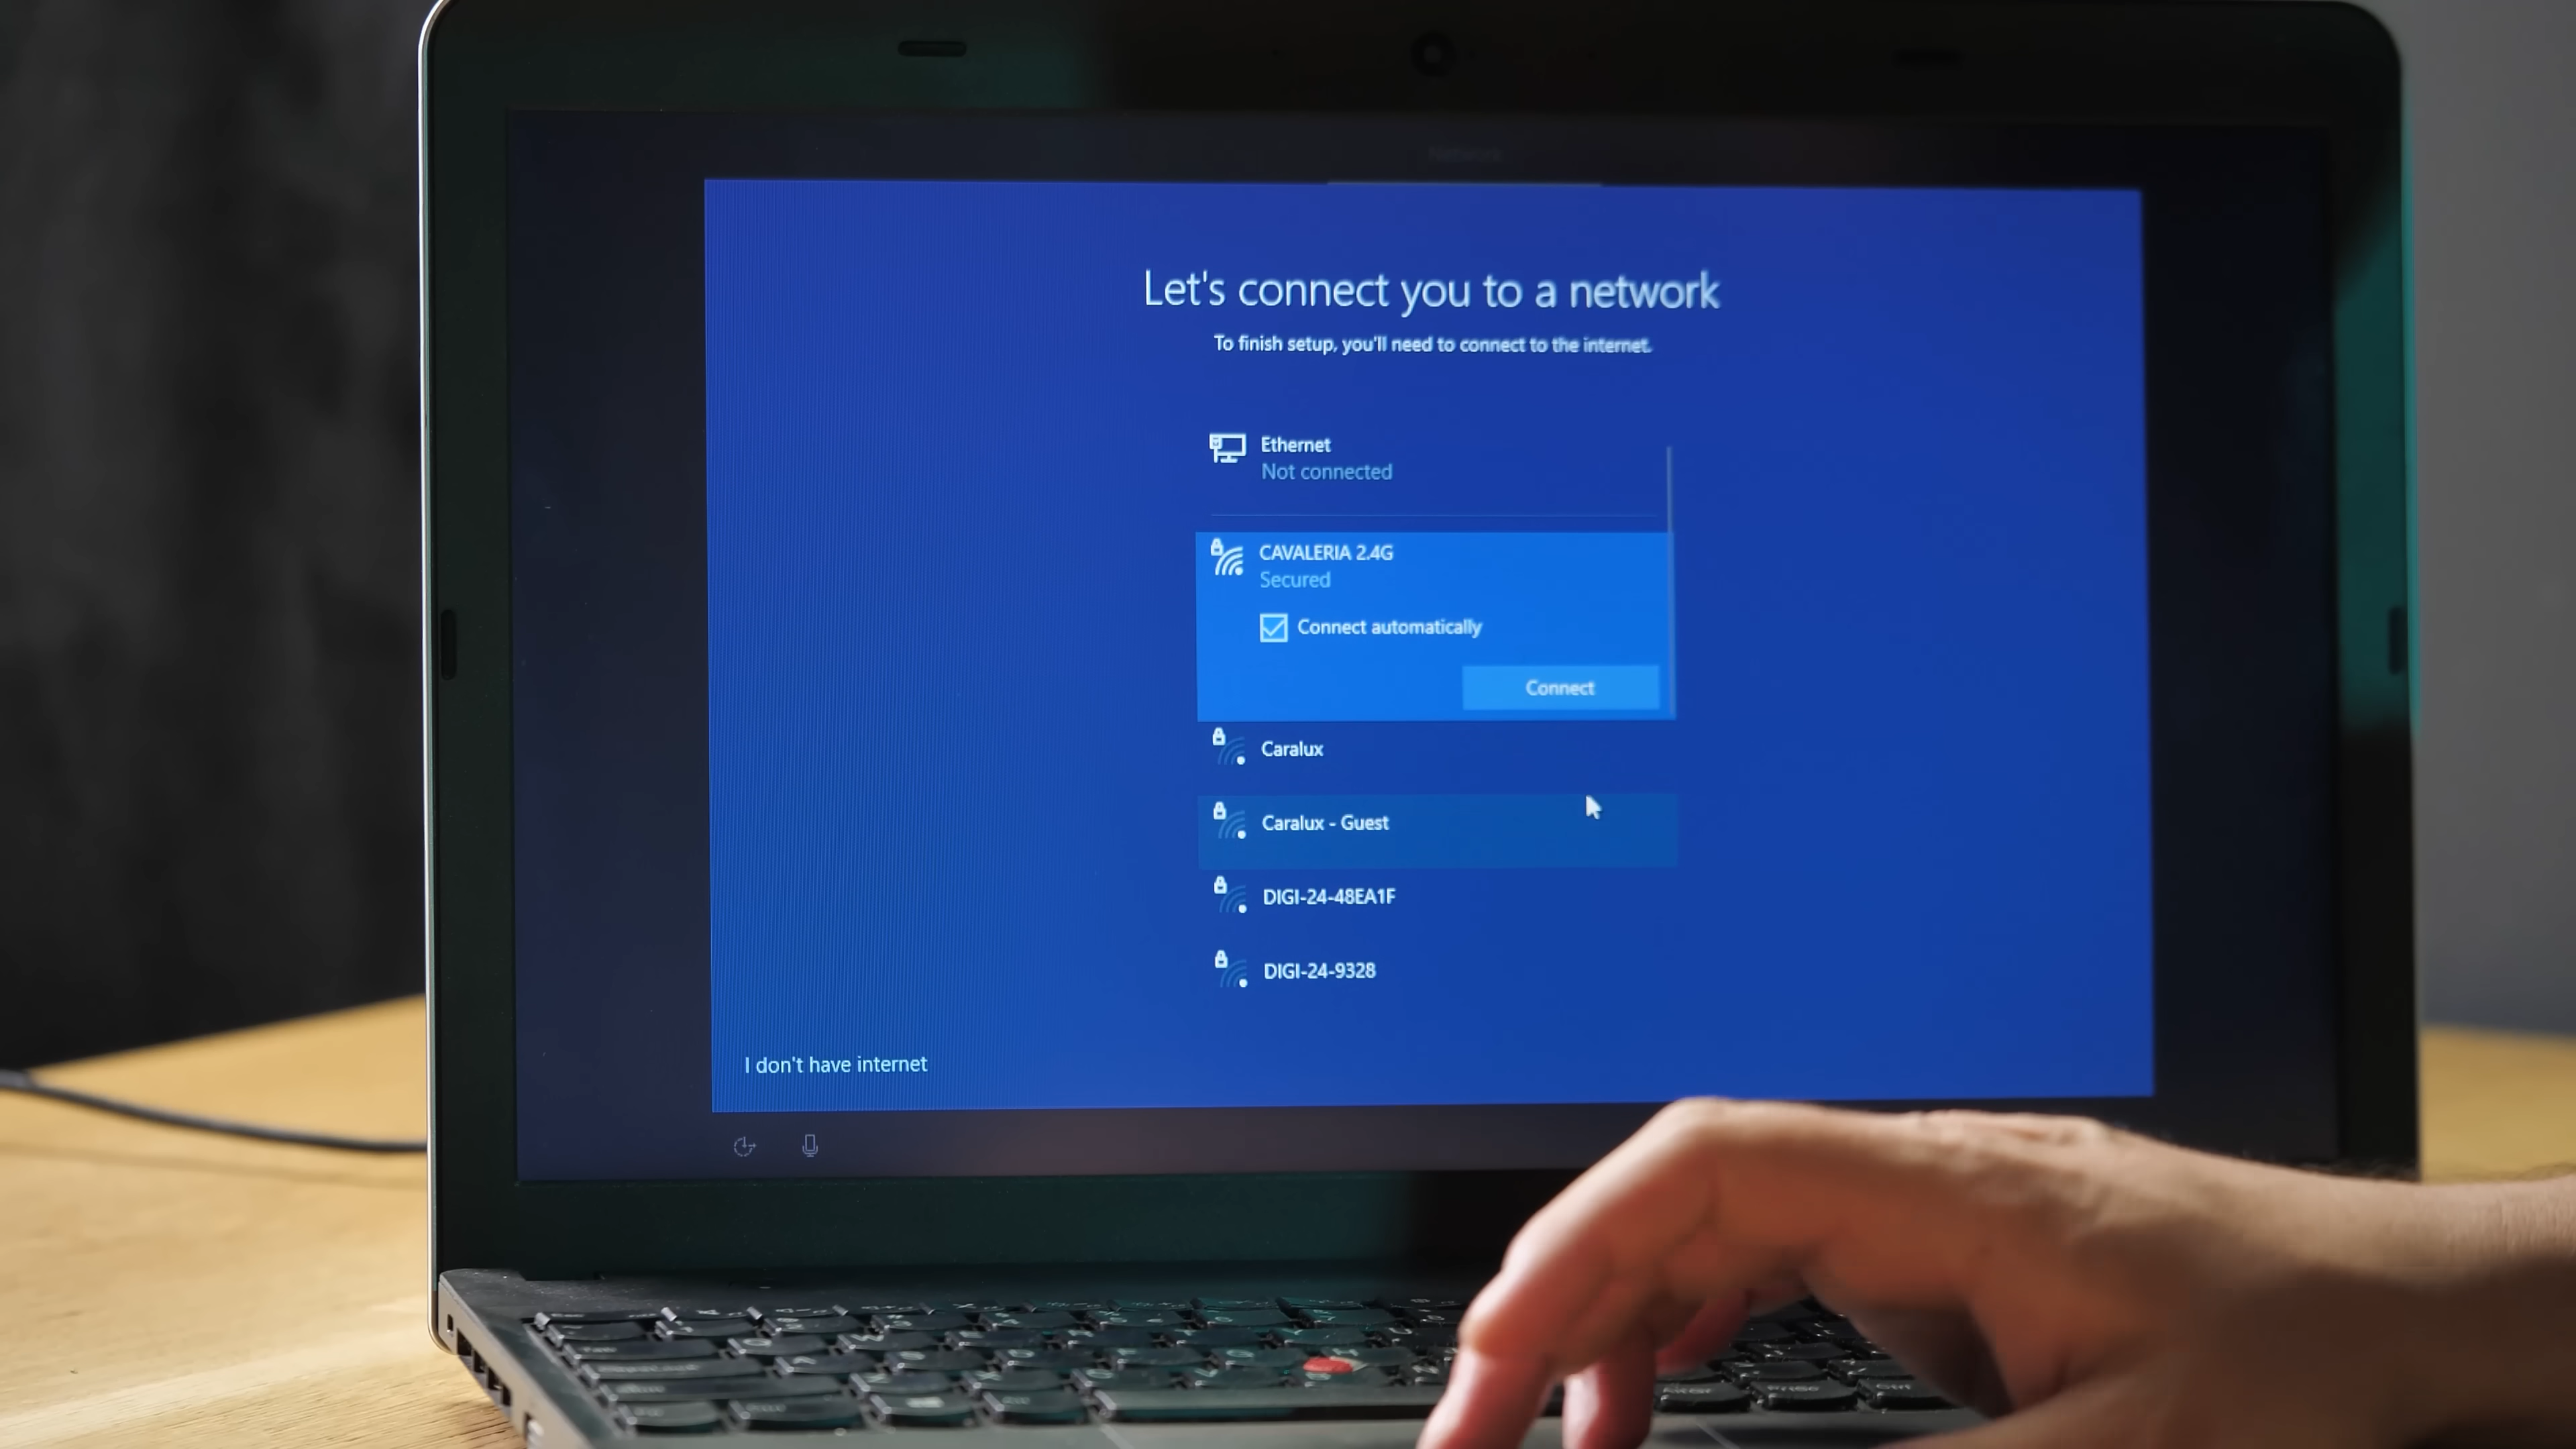 Let's connect you to a network
To finish setup, you'll need to connect to the internet.
Ethernet
Not connected
CAVALERIA 2.4G
Secured
Connect automatically
Connect
Caralux
Caralux - Guest
DIGI-24-48EA1F
DIGI-24-9328
I don't have internet